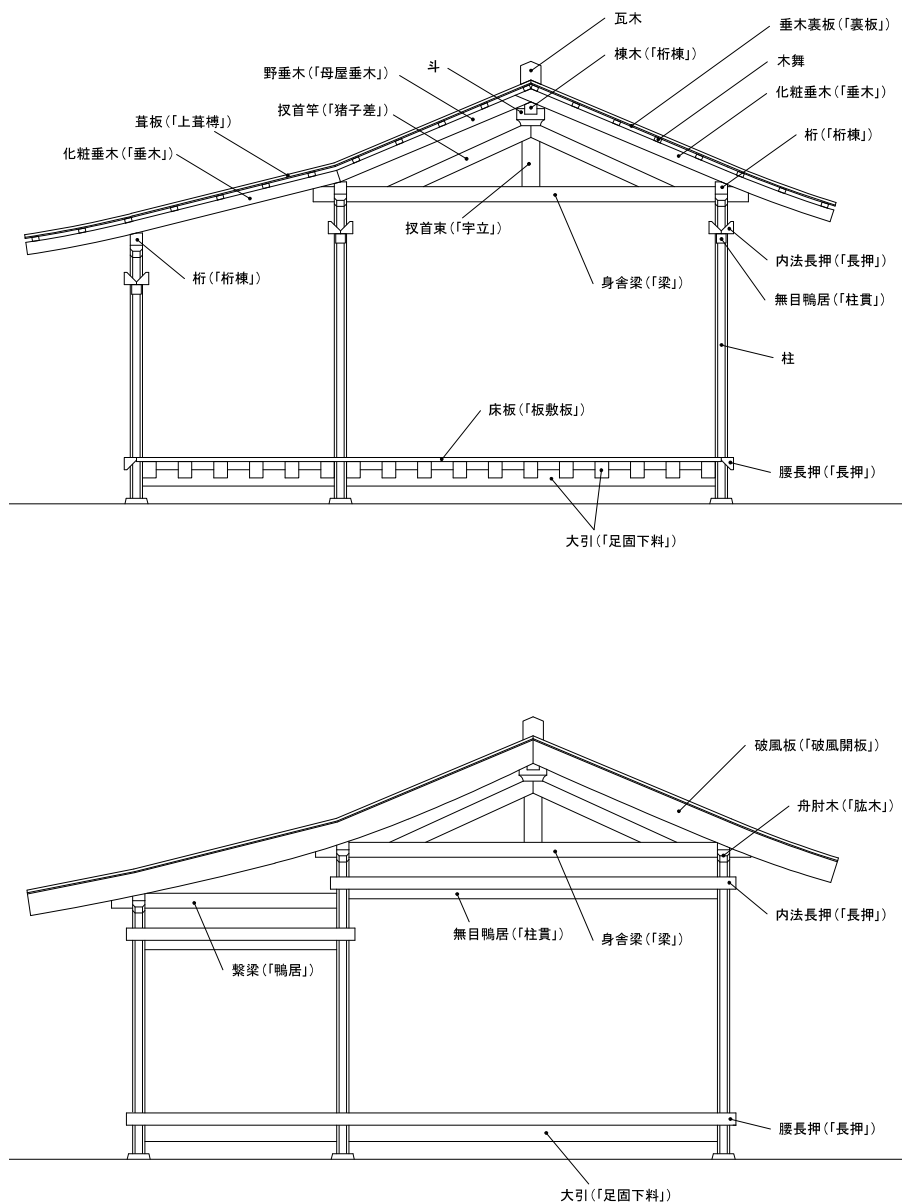 瓦木
垂木裏板(「裏板」)
斗
棟木(「桁棟」)
木舞
野垂木(「母屋垂木」)
化粧垂木(「垂木」)
扠首竿(「猪子差」)
葺板(「上葺榑」)
桁(「桁棟」)
化粧垂木(「垂木」)
扠首束(「宇立」)
内法長押(「長押」)
桁(「桁棟」)
身舎梁(「梁」)
無目鴨居(「柱貫」)
柱
床板(「板敷板」)
腰長押(「長押」)
大引(「足固下料」)
破風板(「破風開板」)
舟肘木(「肱木」)
内法長押(「長押」)
無目鴨居(「柱貫」)
身舎梁(「梁」)
繋梁(「鴨居」)
腰長押(「長押」)
大引(「足固下料」)